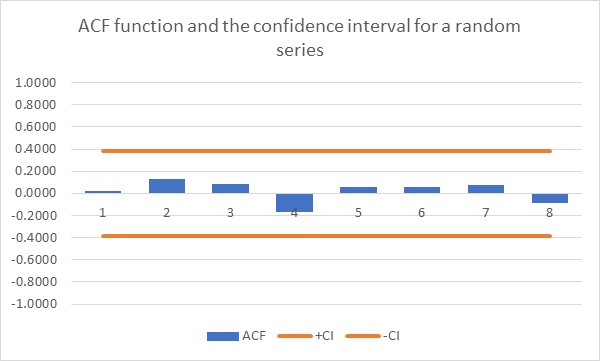 ACF function and the confidence interval for a random
series
1.0000
0.8000
0.6000
0.4000
0.2000
0.0000
-0.2000
-0.4000
-0.6000
-0.8000
-1.0000
1 2 3 4 5 6 7 8
ACF +CI -CI